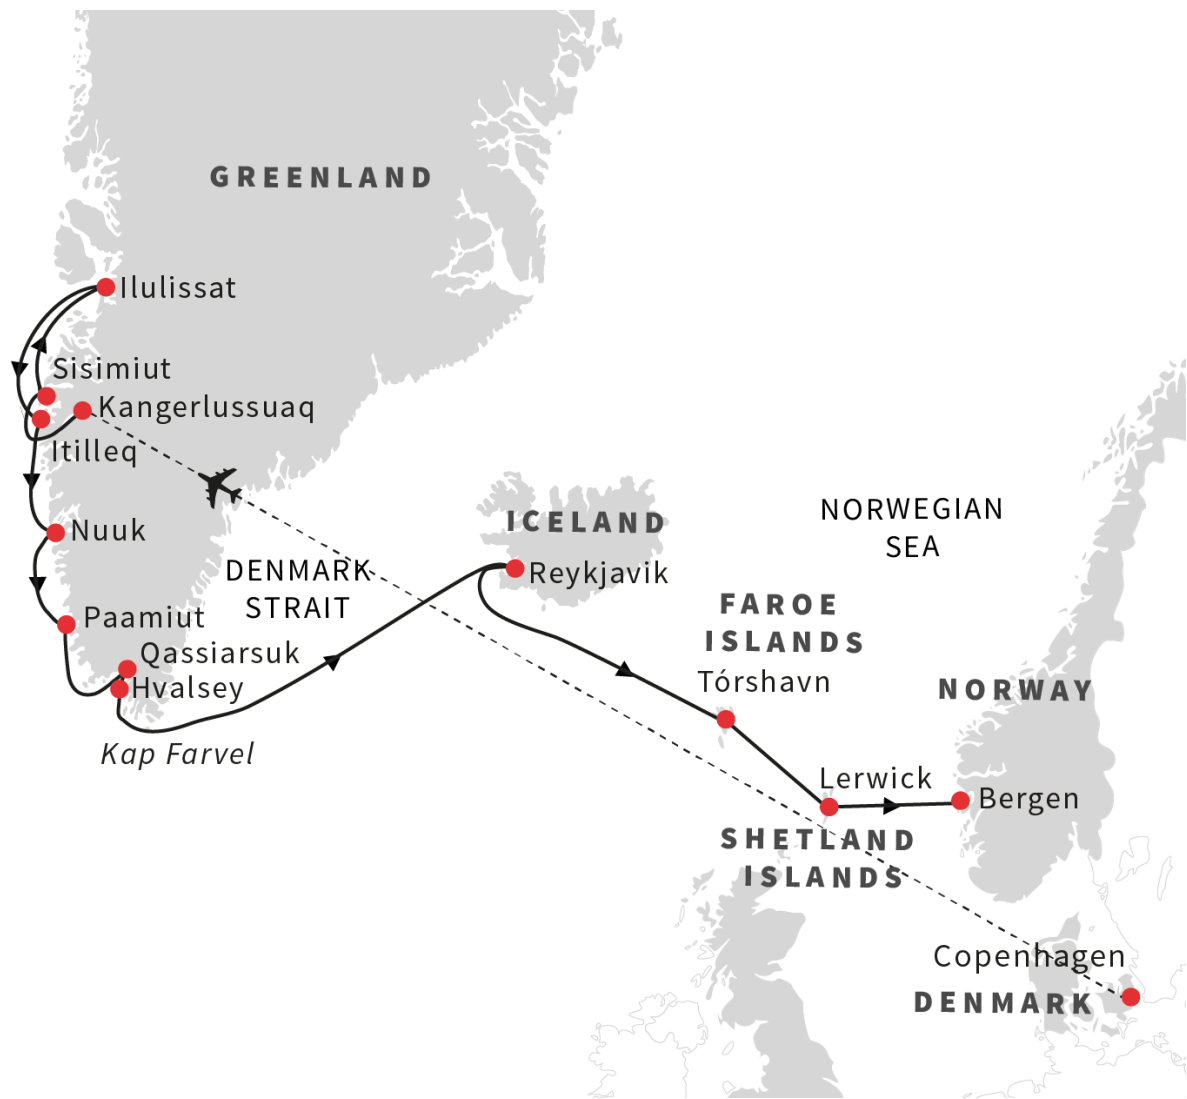 GREENLAND
Ilulissat
Sisimiut
Kangerlussuaq
Itilleq
Nuuk
DENMARK
STRAIT
Paamiut
Qassiarsuk
Hvalsey
Kap Farvel
ICELAND
Reykjavik
NORWEGIAN
SEA
FAROE
ISLANDS
Tórshavn
NORWAY
Lerwick
Bergen
SHETLAND
ISLANDS
Copenhagen
DENMARK